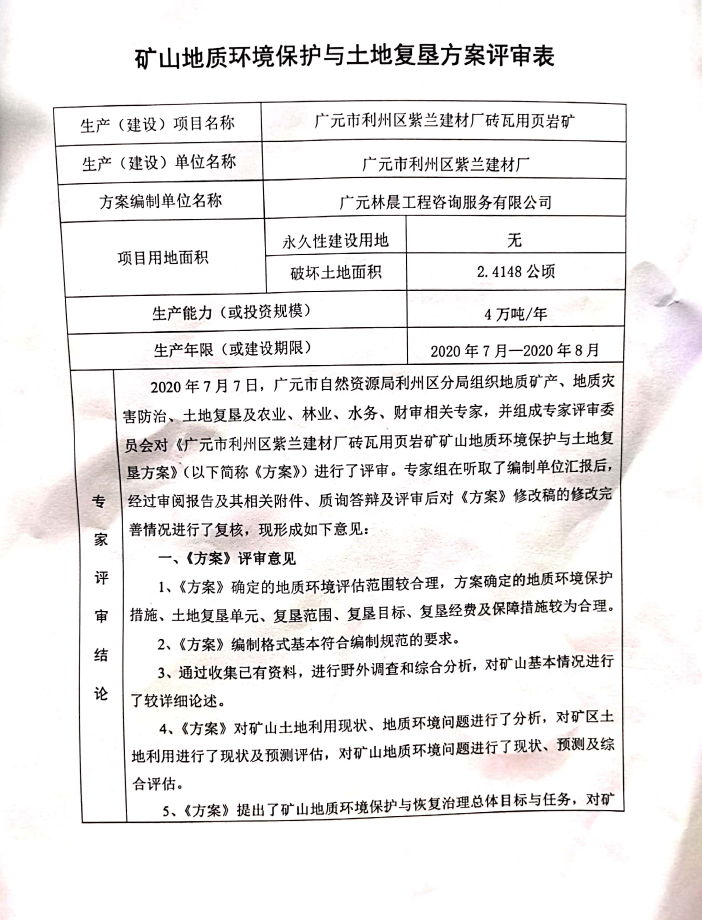 矿山地质环境保护与土地复垦方案评审表
生产（建设）项目名称 广元市利州区紫兰建材厂砖瓦用页岩矿
生产（建设）单位名称 广元市利州区紫兰建材厂
方案编制单位名称 广元林晨工程咨询服务有限公司
项目用地面积 永久性建设用地 无
破坏土地面积 2.4148 公顷
生产能力（或投资规模） 4 万吨/年
生产年限（或建设期限） 2020 年 7 月—2020 年 8 月
专家评审结论
2020 年 7 月 7 日，广元市自然资源局利州区分局组织地质矿产、地质灾
害防治、土地复垦及农业、林业、水务、财审相关专家，并组成专家评审委
员会对《广元市利州区紫兰建材厂砖瓦用页岩矿矿山地质环境保护与土地复
垦方案》（以下简称《方案》）进行了评审。专家组在听取了编制单位汇报后，
经过审阅报告及其相关附件、质询答辩及评审后对《方案》修改稿的修改完
善情况进行了复核，现形成如下意见：
一、《方案》评审意见
1、《方案》确定的地质环境评估范围较合理，方案确定的地质环境保护
措施、土地复垦单元、复垦范围、复垦目标、复垦经费及保障措施较为合理。
2、《方案》编制格式基本符合编制规范的要求。
3、通过收集已有资料，进行野外调查和综合分析，对矿山基本情况进行
了较详细论述。
4、《方案》对矿山土地利用现状、地质环境问题进行了分析，对矿区土
地利用进行了现状及预测评估，对矿山地质环境问题进行了现状、预测及综
合评估。
5、《方案》提出了矿山地质环境保护与恢复治理总体目标与任务，对矿